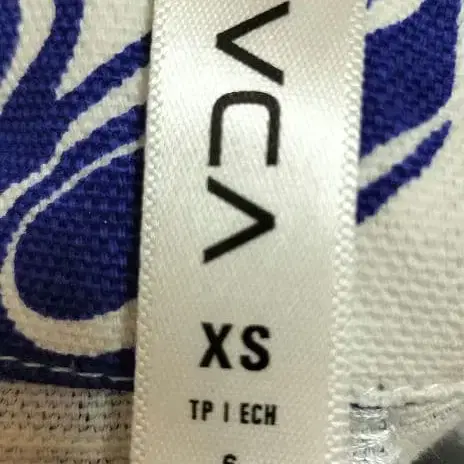 VCA
XS
TP | ECH